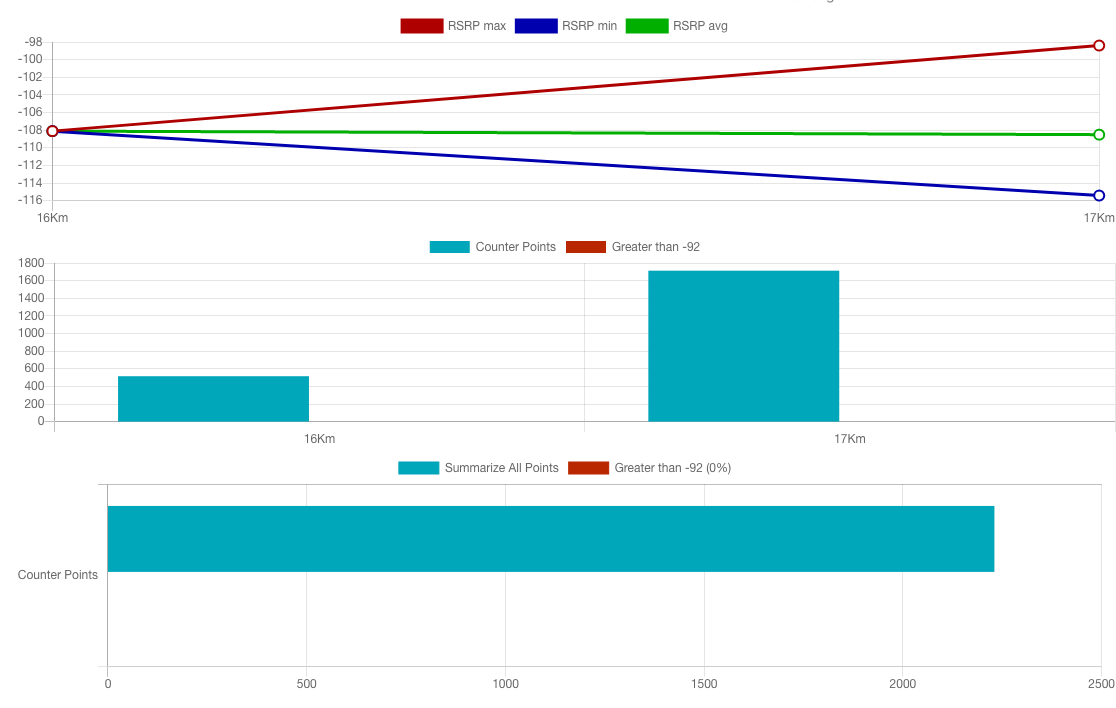 RSRP max RSRP min RSRP avg
-98
-100
-102
-104
-106
-108
-110
-112
-114
-116
16Km 17Km
Counter Points Greater than -92
1800
1600
1400
1200
1000
800
600
400
200
0
16Km 17Km
Summarize All Points Greater than -92 (0%)
Counter Points
0 500 1000 1500 2000 2500